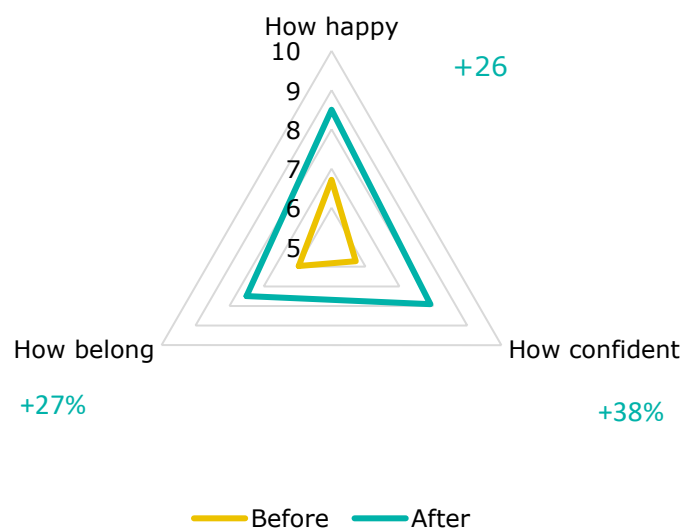 How happy
10
+26
9
8
7
6
5
How belong
How confident
+27%
+38%
Before
After